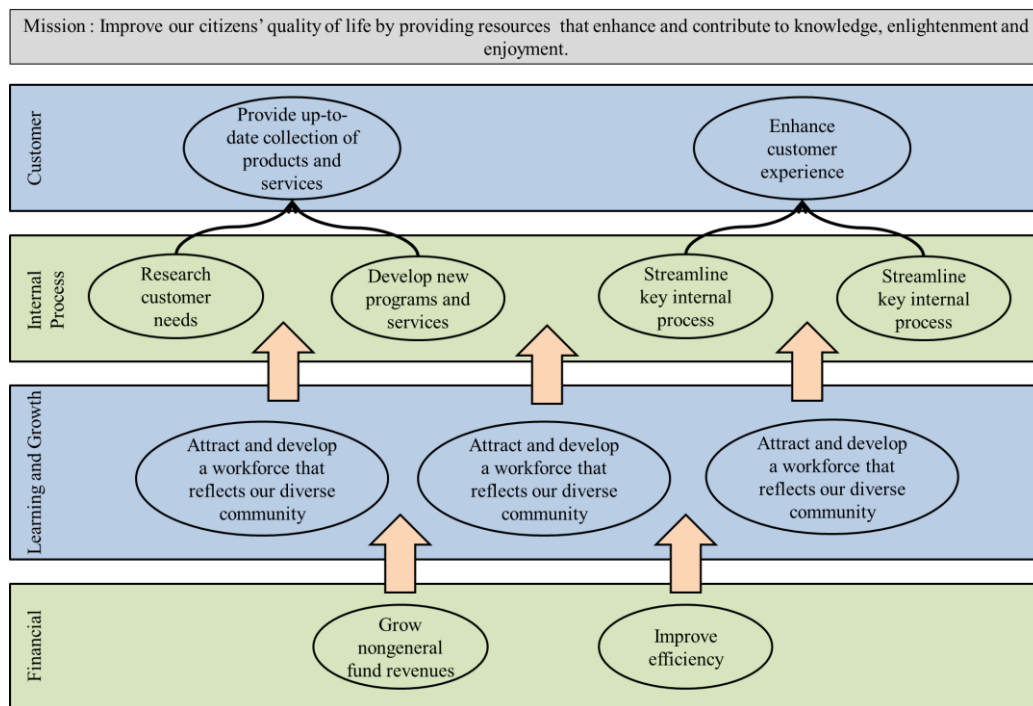 Mission : Improve our citizens’ quality of life by providing resources that enhance and contribute to knowledge, enlightenment and
enjoyment.
Customer
Provide up-to-
date collection of
products and
services
Enhance
customer
experience
Internal
Process
Research
customer
needs
Develop new
programs and
services
Streamline
key internal
process
Streamline
key internal
process
Learning and Growth
Attract and develop
a workforce that
reflects our diverse
community
Attract and develop
a workforce that
reflects our diverse
community
Attract and develop
a workforce that
reflects our diverse
community
Financial
Grow
nongeneral
fund revenues
Improve
efficiency